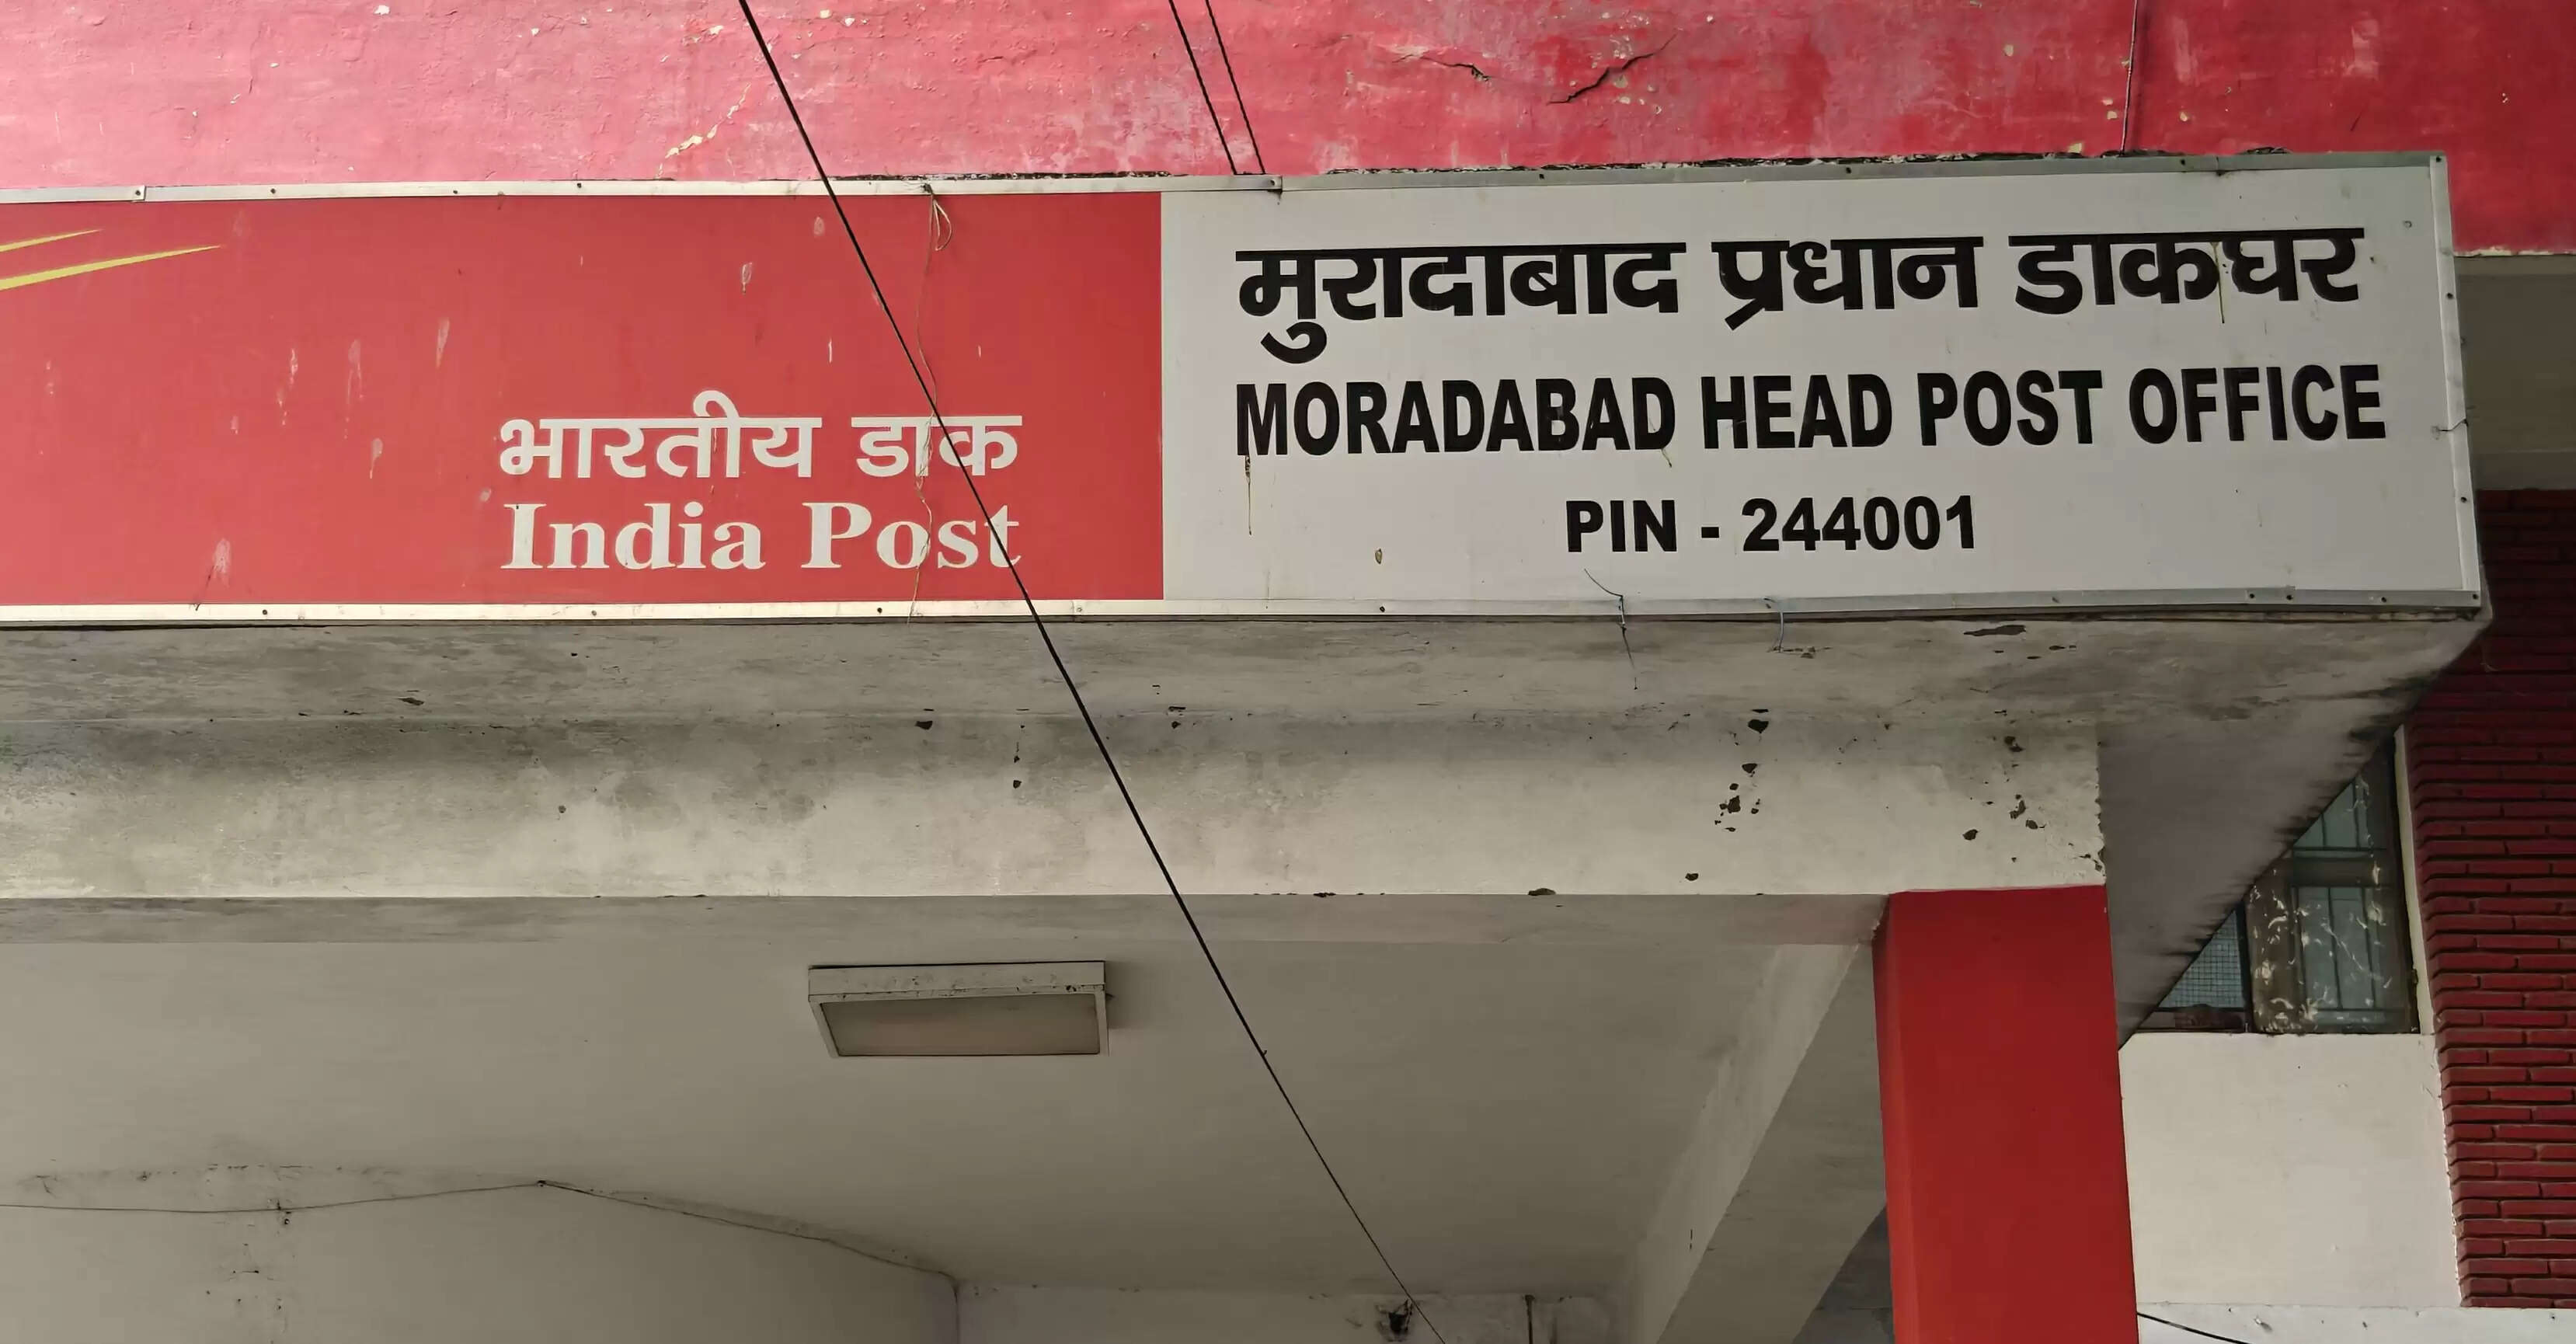 भारतीय डाक
India Post
मुरादाबाद प्रधान डाकघर
MORADABAD HEAD POST OFFICE
PIN - 244001